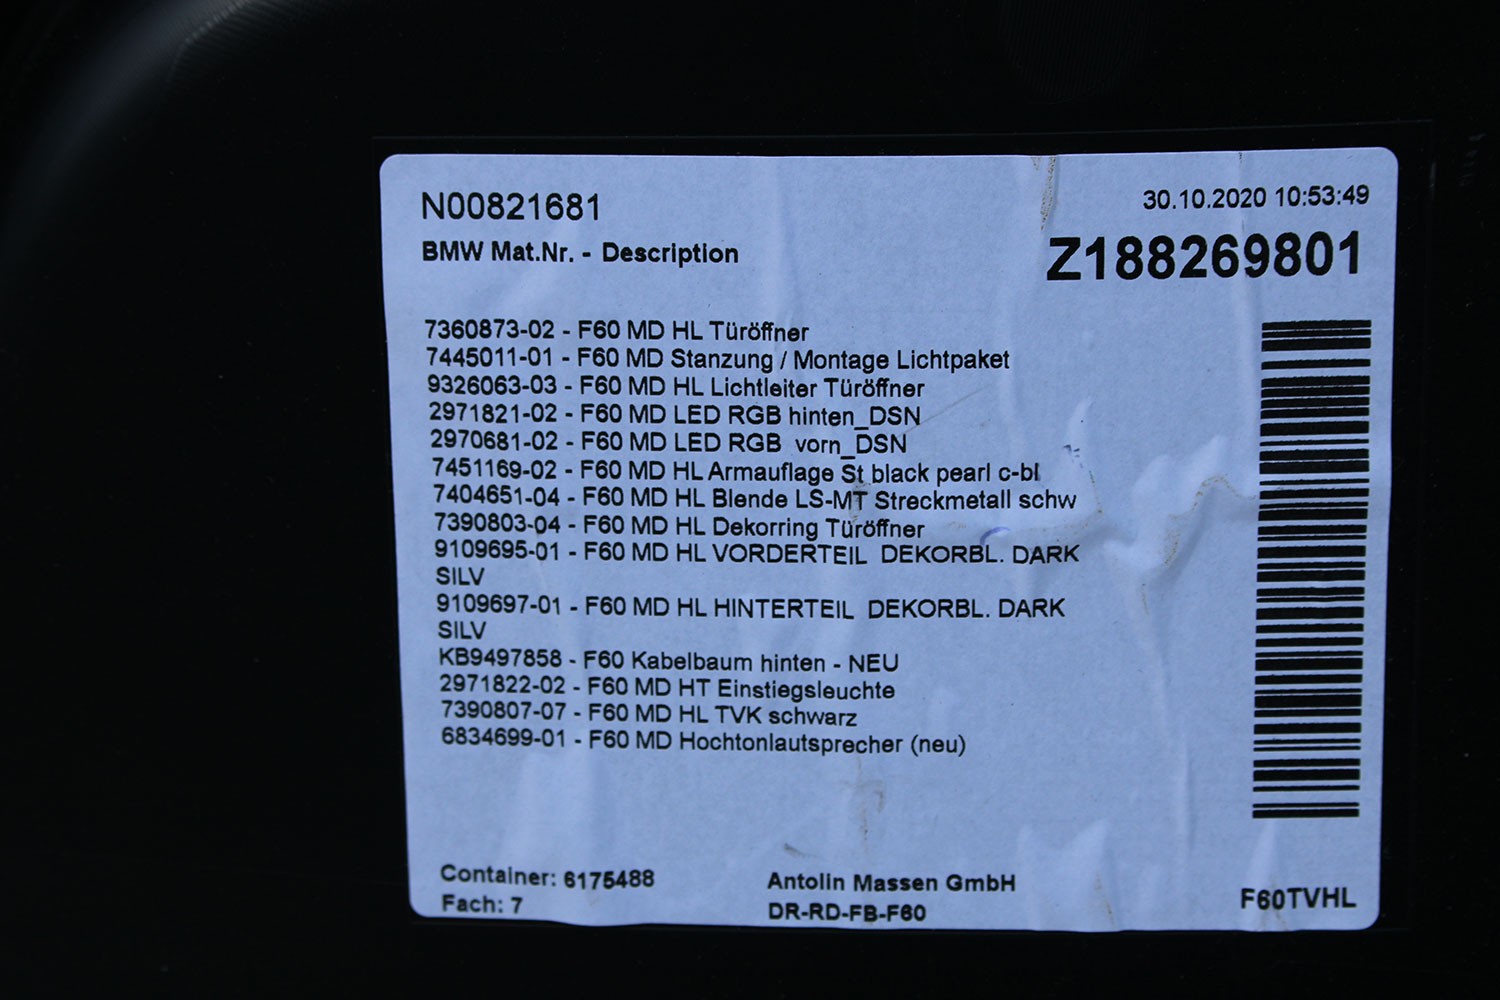 N00821681
30.10.2020 10:53:49
BMW Mat.Nr. - Description
Z188269801
7360873-02 - F60 MD HL Türöffner
7445011-01 - F60 MD Stanzung / Montage Lichtpaket
9326063-03 - F60 MD HL Lichtleiter Türöffner
2971821-02 - F60 MD LED RGB hinten_DSN
2970681-02 - F60 MD LED RGB  vorn_DSN
7451169-02 - F60 MD HL Armauflage St black pearl c-bl
7404651-04 - F60 MD HL Blende LS-MT Streckmetall schw
7390803-04 - F60 MD HL Dekorring Türöffner
9109695-01 - F60 MD HL VORDERTEIL  DEKORBL. DARK
SILV
9109697-01 - F60 MD HL HINTERTEIL  DEKORBL. DARK
SILV
KB9497858 - F60 Kabelbaum hinten - NEU
2971822-02 - F60 MD HT Einstiegsleuchte
7390807-07 - F60 MD HL TVK schwarz
6834699-01 - F60 MD Hochtonlautsprecher (neu)
Container: 6175488
Fach: 7
Antolin Massen GmbH
DR-RD-FB-F60
F60TVHL